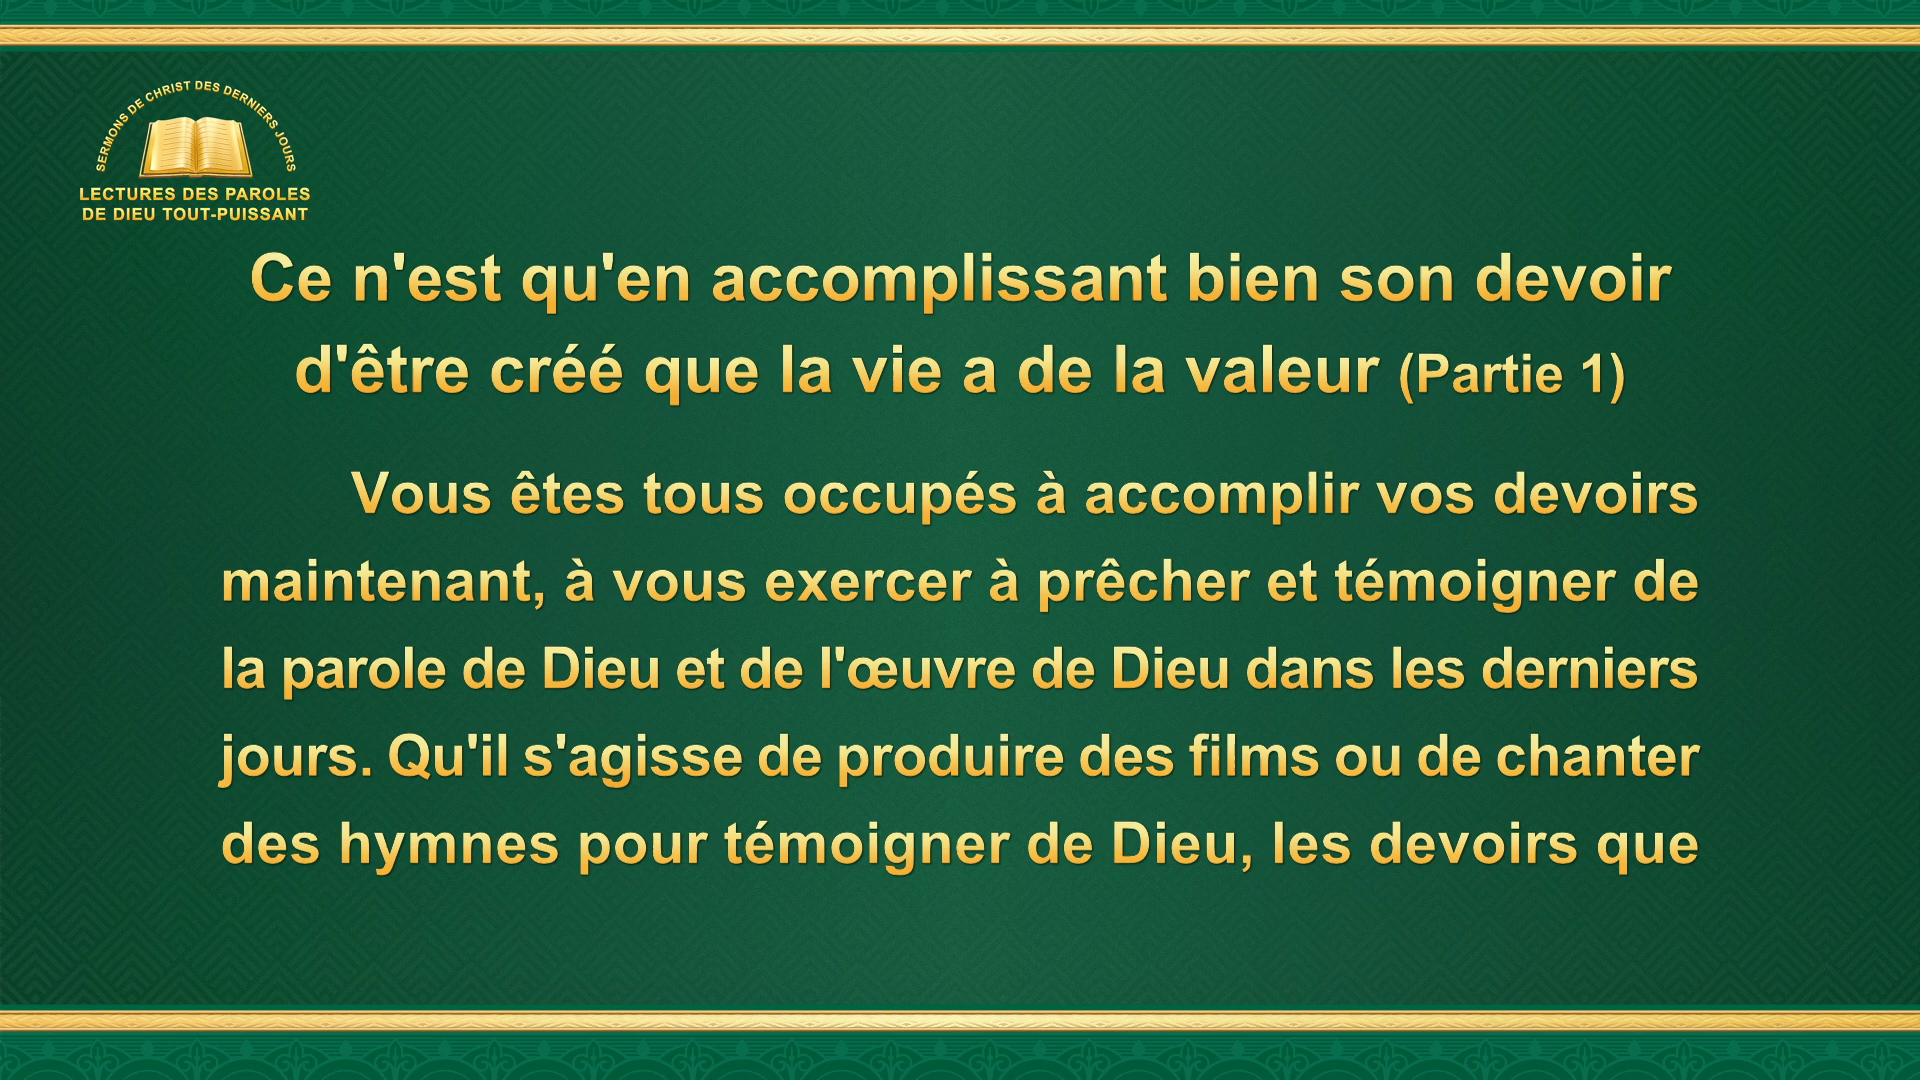 SERMONS DE CHRIST DES DERNIERS JOURS
LECTURES DES PAROLES
DE DIEU TOUT-PUISSANT
Ce n'est qu'en accomplissant bien son devoir
d'être créé que la vie a de la valeur (Partie 1)
Vous êtes tous occupés à accomplir vos devoirs
maintenant, à vous exercer à prêcher et témoigner de
la parole de Dieu et de l'œuvre de Dieu dans les derniers
jours. Qu'il s'agisse de produire des films ou de chanter
des hymnes pour témoigner de Dieu, les devoirs que